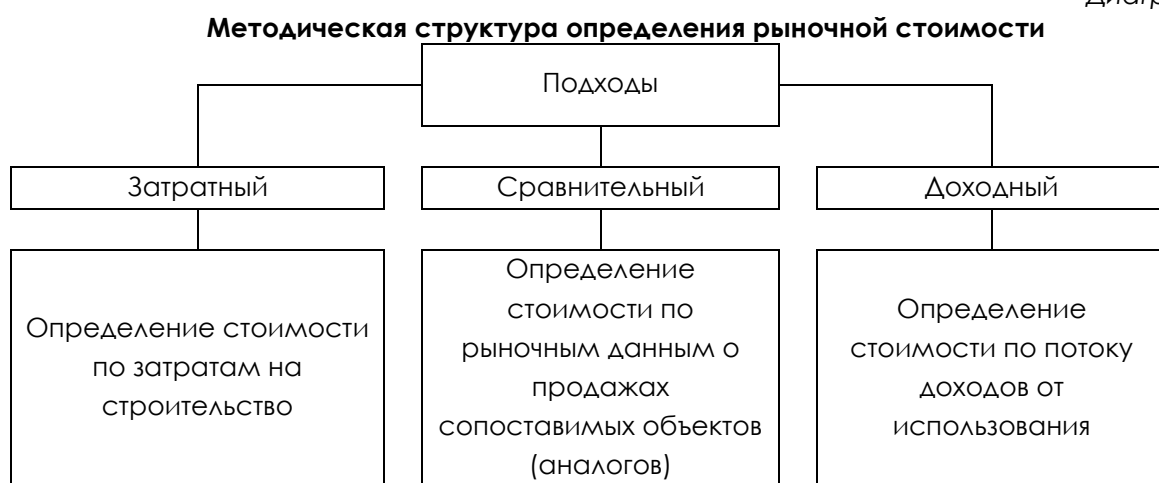 Методическая структура определения рыночной стоимости
Подходы
Затратный
Сравнительный
Доходный
Определение стоимости
по затратам на
строительство
Определение
стоимости по
рыночным данным о
продажах
сопоставимых объектов
(аналогов)
Определение
стоимости по потоку
доходов от
использования